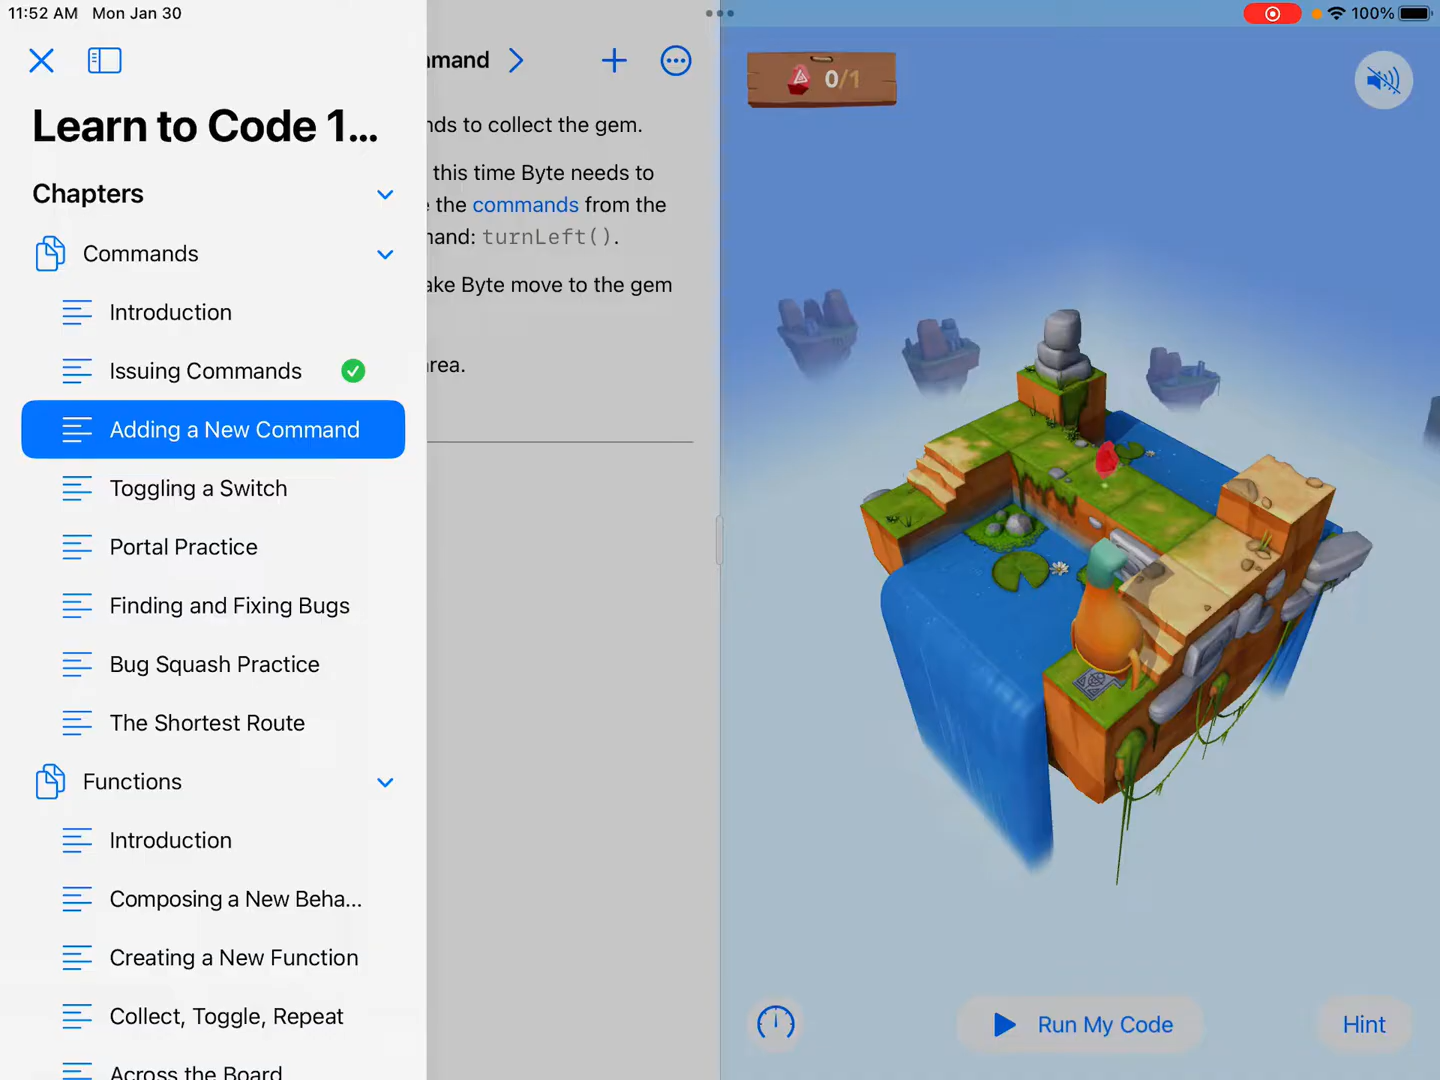 11:52 AM Mon Jan 30
100%
Learn to Code 1...
Chapters
Commands
Introduction
Issuing Commands
Adding a New Command
Toggling a Switch
Portal Practice
Finding and Fixing Bugs
Bug Squash Practice
The Shortest Route
Functions
Introduction
Composing a New Beha...
Creating a New Function
Collect, Toggle, Repeat
Across the Board
mmand
nds to collect the gem.
this time Byte needs to
the commands from the
mand: turnLeft().
ake Byte move to the gem
area.
0/1
Run My Code
Hint